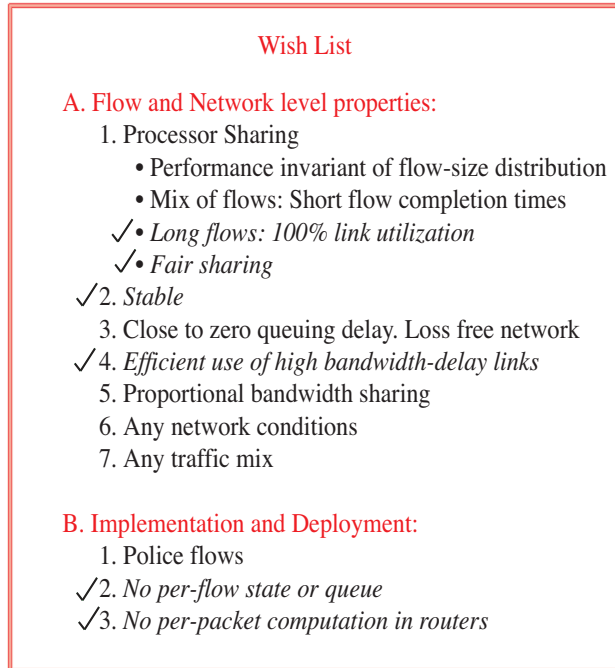 Wish List
A. Flow and Network level properties:
1. Processor Sharing
• Performance invariant of flow-size distribution
• Mix of flows: Short flow completion times
✓• Long flows: 100% link utilization
✓• Fair sharing
✓2. Stable
3. Close to zero queuing delay. Loss free network
✓4. Efficient use of high bandwidth-delay links
5. Proportional bandwidth sharing
6. Any network conditions
7. Any traffic mix
B. Implementation and Deployment:
1. Police flows
✓2. No per-flow state or queue
✓3. No per-packet computation in routers